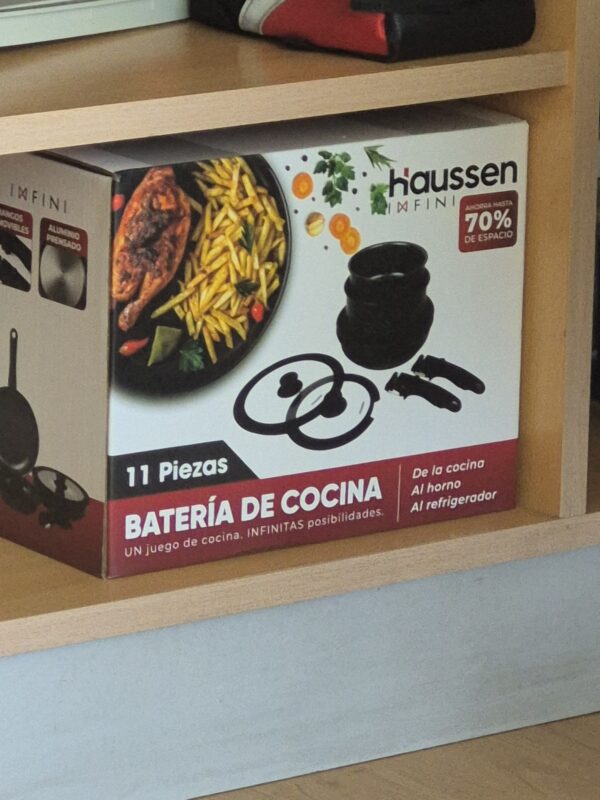 INFINI
MANGOS
REMOVIBLES
ALUMINIO
PRENSADO
Haussen
INFINI
AHORRA HASTA
70%
DE ESPACIO
11 Piezas
BATERÍA DE COCINA
UN juego de cocina. INFINITAS posibilidades.
De la cocina
Al horno
Al refrigerador